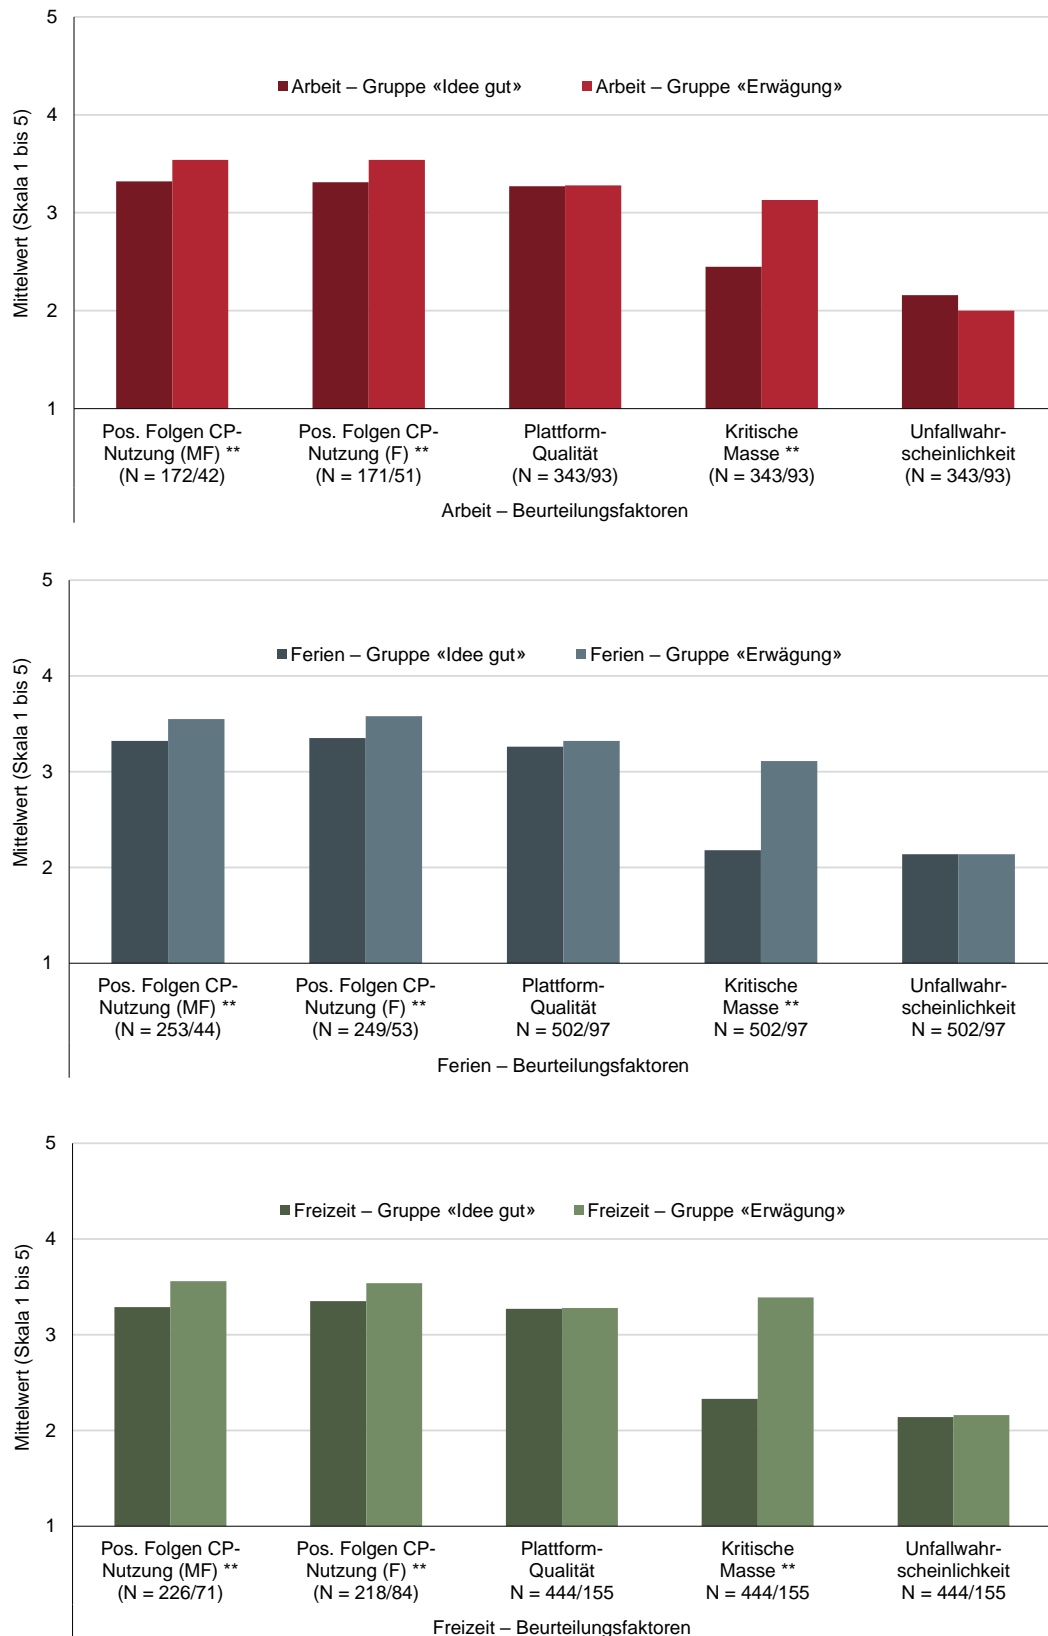 Mittelwert (Skala 1 bis 5)
5
4
3
2
1
Arbeit – Gruppe «Idee gut»
Arbeit – Gruppe «Erwägung»
Pos. Folgen CP-
Nutzung (MF) **
(N = 172/42)
Pos. Folgen CP-
Nutzung (F) **
(N = 171/51)
Plattform-
Qualität
(N = 343/93)
Kritische
Masse **
(N = 343/93)
Unfallwahr-
scheinlichkeit
(N = 343/93)
Arbeit – Beurteilungsfaktoren
Mittelwert (Skala 1 bis 5)
5
4
3
2
1
Ferien – Gruppe «Idee gut»
Ferien – Gruppe «Erwägung»
Pos. Folgen CP-
Nutzung (MF) **
(N = 253/44)
Pos. Folgen CP-
Nutzung (F) **
(N = 249/53)
Plattform-
Qualität
N = 502/97
Kritische
Masse **
N = 502/97
Unfallwahr-
scheinlichkeit
N = 502/97
Ferien – Beurteilungsfaktoren
Mittelwert (Skala 1 bis 5)
5
4
3
2
1
Freizeit – Gruppe «Idee gut»
Freizeit – Gruppe «Erwägung»
Pos. Folgen CP-
Nutzung (MF) **
(N = 226/71)
Pos. Folgen CP-
Nutzung (F) **
(N = 218/84)
Plattform-
Qualität
N = 444/155
Kritische
Masse **
N = 444/155
Unfallwahr-
scheinlichkeit
N = 444/155
Freizeit – Beurteilungsfaktoren